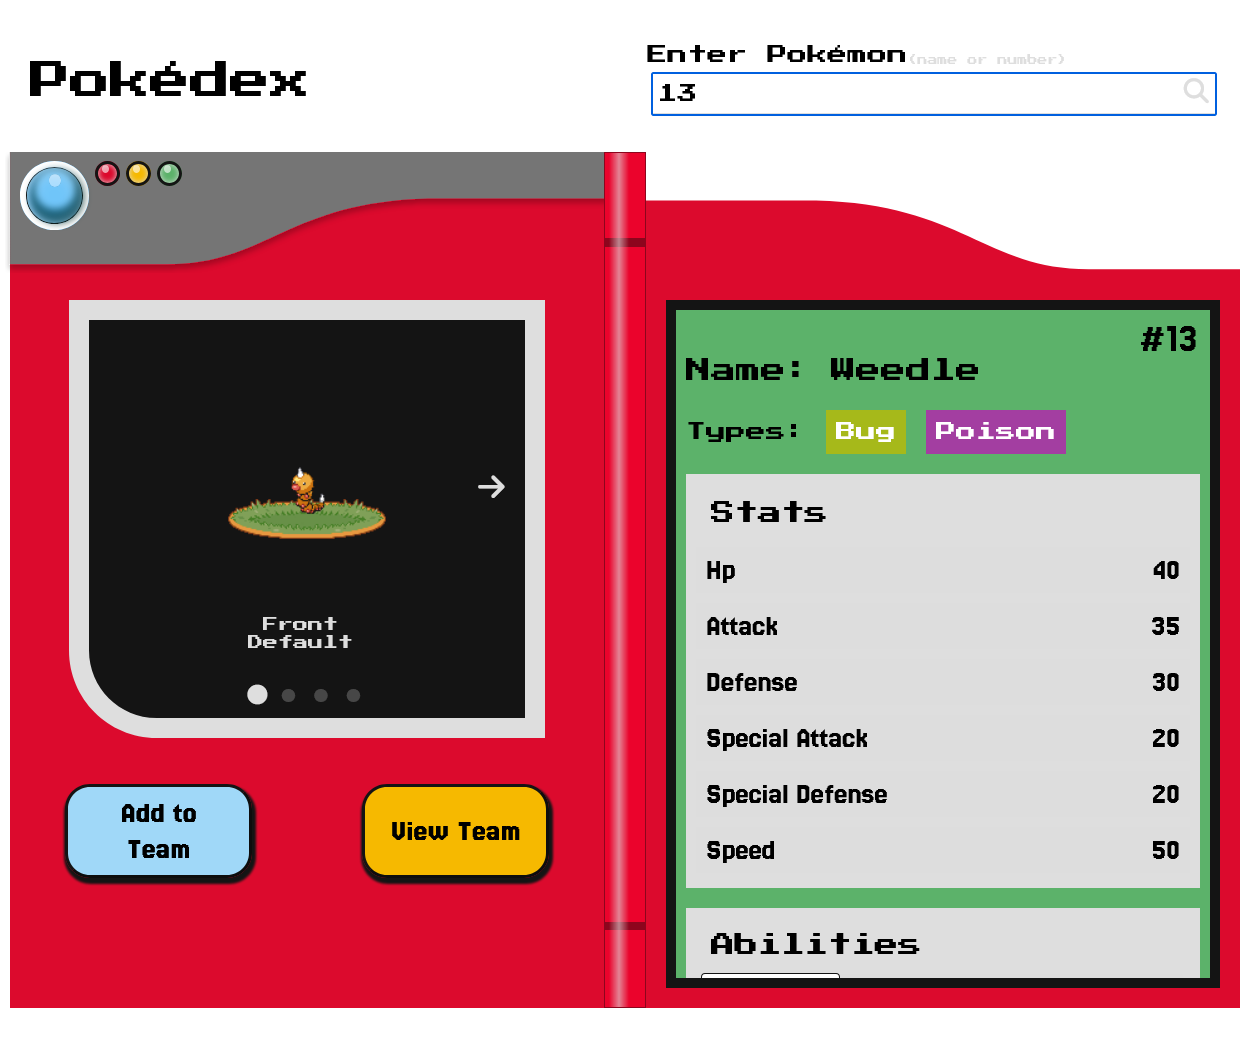 Pokédex
Enter Pokémon(name or number)
13
#13
Name: Weedle
Types: Bug Poison
Stats
Hp 40
Attack 35
Defense 30
Special Attack 20
Special Defense 20
Speed 50
Abilities
Front
Default
Add to
Team
View Team